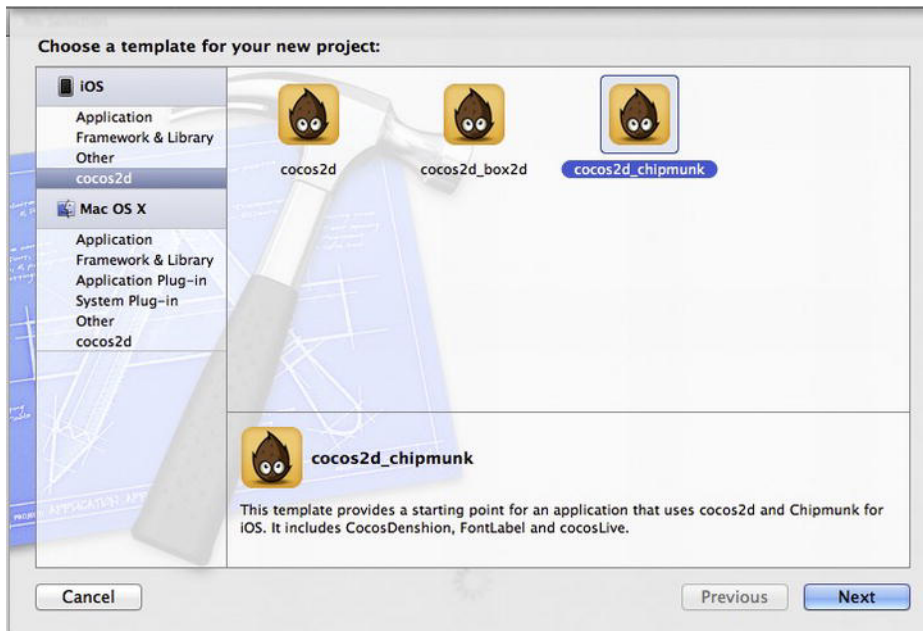 Choose a template for your new project:
iOS
Application
Framework & Library
Other
cocos2d
Mac OS X
Application
Framework & Library
Application Plug-in
System Plug-in
Other
cocos2d
cocos2d
cocos2d_box2d
cocos2d_chipmunk
cocos2d_chipmunk
This template provides a starting point for an application that uses cocos2d and Chipmunk for
iOS. It includes CocosDenshion, FontLabel and cocosLive.
Cancel
Previous
Next